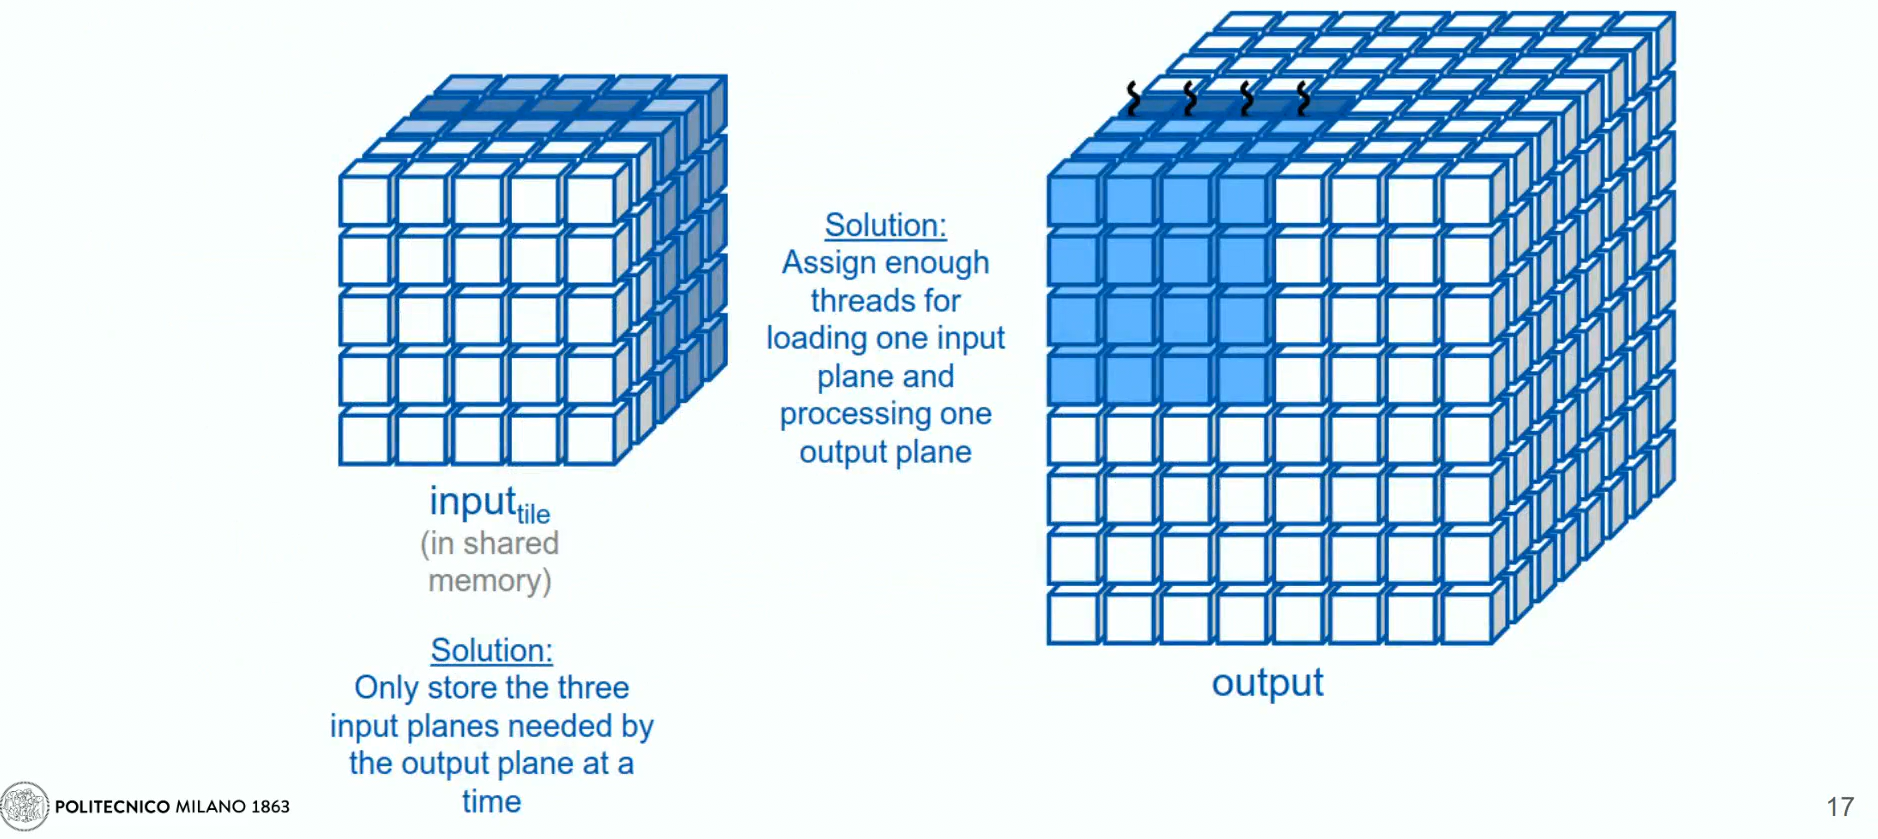 Solution:
Assign enough
threads for
loading one input
plane and
processing one
output plane
input tile
(in shared
memory)
Solution:
Only store the three
input planes needed by
the output plane at a
time
output
POLITECNICO MILANO 1863
17